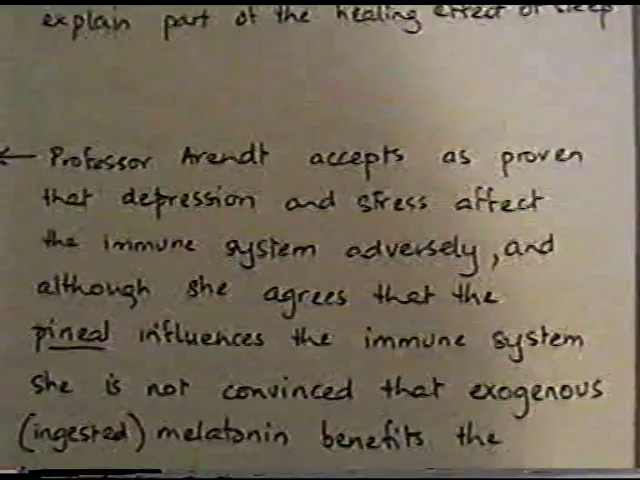 explain part of the healing effect of sleep
← Professor Arendt accepts as proven
that depression and stress affect
the immune system adversely, and
although she agrees that the
pineal influences the immune system
she is not convinced that exogenous
(ingested) melatonin benefits the